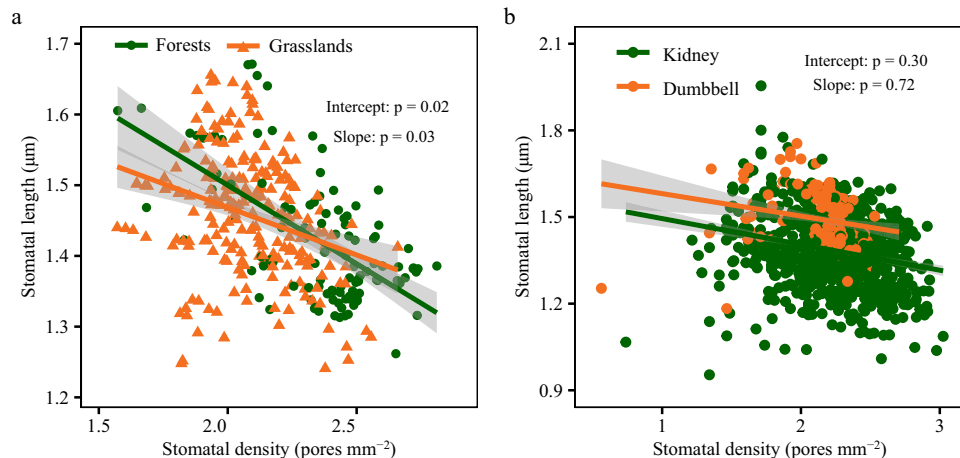 a
Forests
Grasslands
Intercept: p = 0.02
Slope: p = 0.03
1.7
1.6
1.5
1.4
1.3
1.2
Stomatal length (μm)
1.5
2.0
2.5
Stomatal density (pores mm⁻²)
b
Kidney
Dumbbell
Intercept: p = 0.30
Slope: p = 0.72
2.1
1.8
1.5
1.2
0.9
Stomatal length (μm)
1
2
3
Stomatal density (pores mm⁻²)